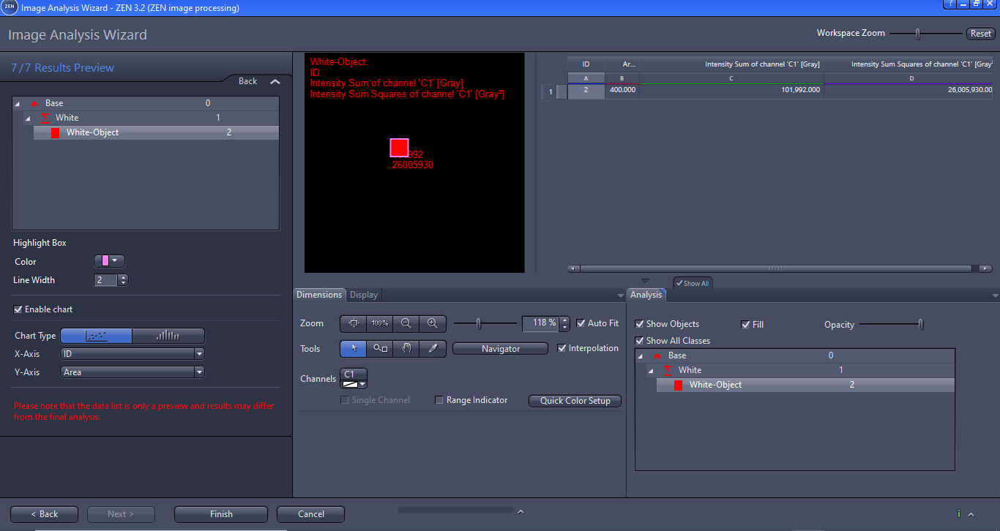 ZEN
Image Analysis Wizard - ZEN 3.2 (ZEN image processing)
?
Image Analysis Wizard
Workspace Zoom
Reset
7/7 Results Preview
Back
Base 0
White 1
White-Object 2
Highlight Box
Color
Line Width 2
Enable chart
Chart Type
X-Axis ID
Y-Axis Area
Please note that the data list is only a preview and results may differ
from the final analysis.
White-Object:
ID
Intensity Sum of channel 'C1' [Gray]
Intensity Sum Squares of channel 'C1' [Gray²]
992
26005930
ID Ar... Intensity Sum of channel 'C1' [Gray] Intensity Sum Squares of channel 'C1' [Gray²
A B C D
1 2 400.000 101,992.000 26,005,930.00
Show All
Dimensions Display
Zoom 100% 118 % Auto Fit
Tools Navigator Interpolation
Channels C1
Single Channel Range Indicator Quick Color Setup
Analysis
Show Objects Fill Opacity
Show All Classes
Base 0
White 1
White-Object 2
< Back Next > Finish Cancel
i